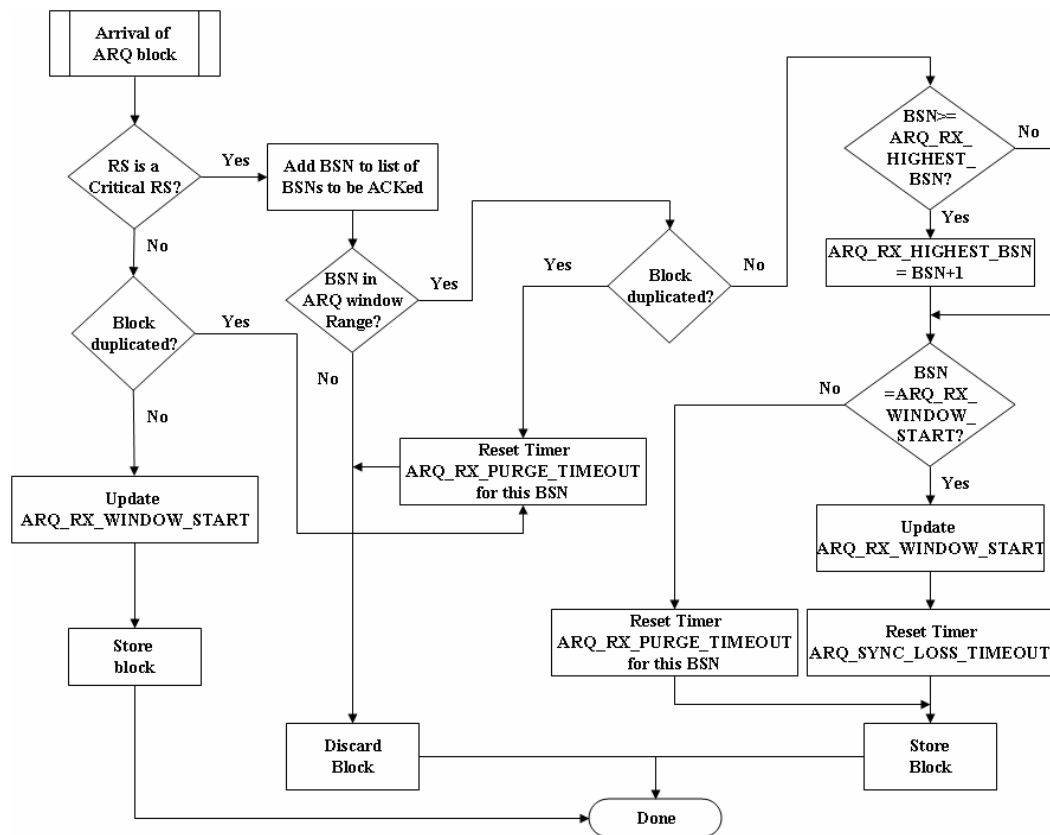 Arrival of
ARQ block
RS is a
Critical RS?
Yes
No
Add BSN to list of
BSNs to be ACKed
BSN in
ARQ window
Range?
Yes
No
Block
duplicated?
Yes
No
Block
duplicated?
Yes
No
BSN>=
ARQ_RX_
HIGHEST_
BSN?
No
Yes
ARQ_RX_HIGHEST_BSN
= BSN+1
BSN
=ARQ_RX_
WINDOW_
START?
No
Yes
Reset Timer
ARQ_RX_PURGE_TIMEOUT
for this BSN
Update
ARQ_RX_WINDOW_START
Update
ARQ_RX_WINDOW_START
Store
block
Reset Timer
ARQ_RX_PURGE_TIMEOUT
for this BSN
Reset Timer
ARQ_SYNC_LOSS_TIMEOUT
Discard
Block
Store
Block
Done